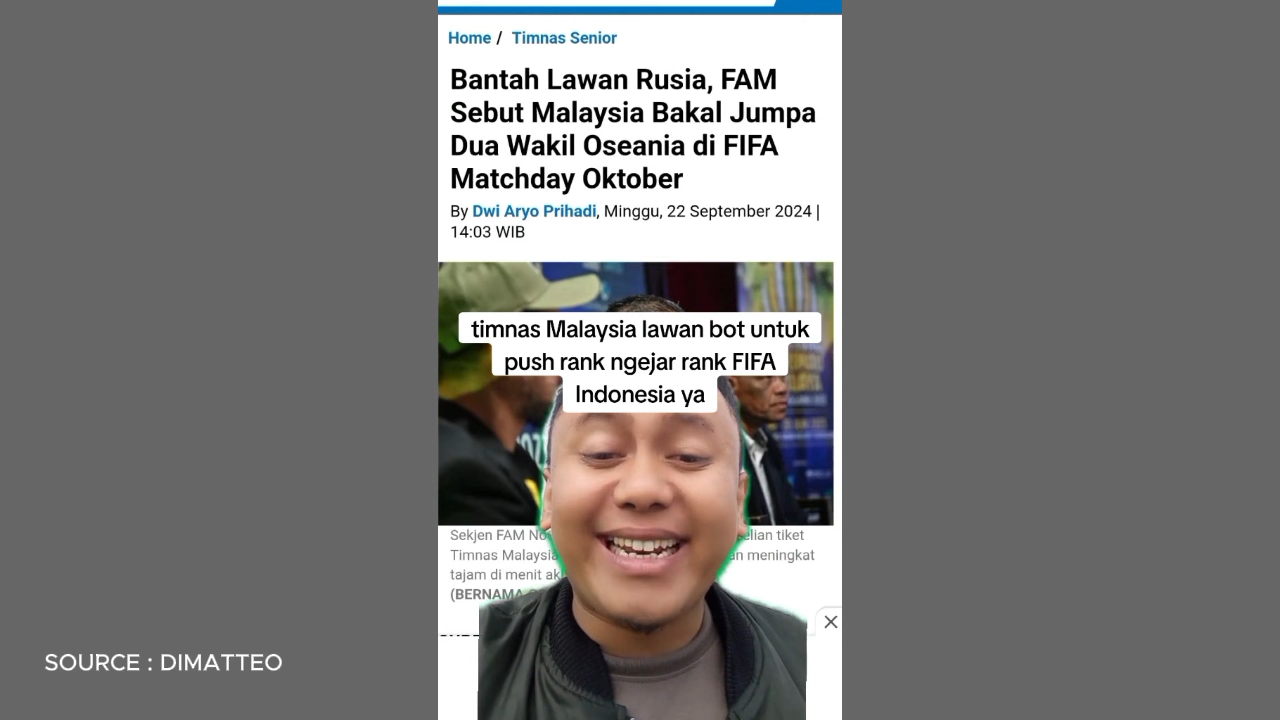 Home / Timnas Senior
Bantah Lawan Rusia, FAM
Sebut Malaysia Bakal Jumpa
Dua Wakil Oseania di FIFA
Matchday Oktober
By Dwi Aryo Prihadi, Minggu, 22 September 2024 |
14:03 WIB
timnas Malaysia lawan bot untuk
push rank ngejar rank FIFA
Indonesia ya
Sekjen FAM tiket
Timnas Malaysia meningkat
tajam di menit
(BERNAMA
SOURCE : DIMATTEO